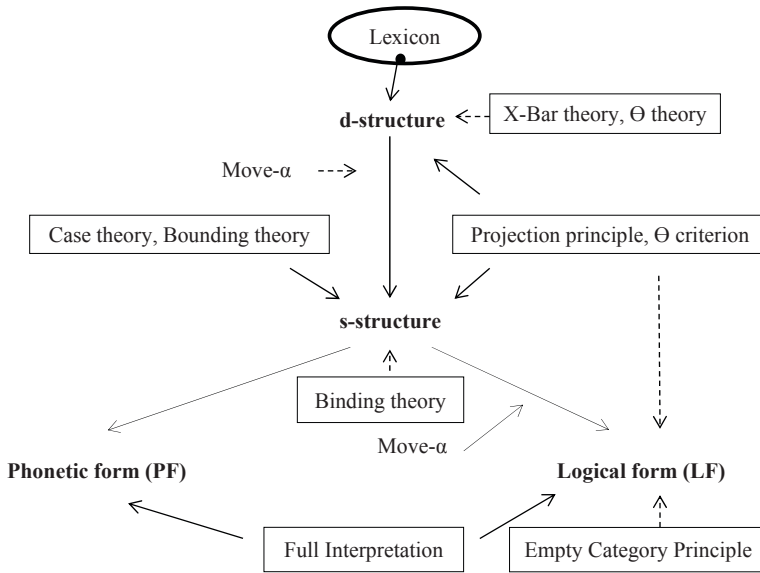 Lexicon
d-structure
X-Bar theory, Ɵ theory
Move-α
Case theory, Bounding theory
Projection principle, Ɵ criterion
s-structure
Binding theory
Move-α
Phonetic form (PF)
Logical form (LF)
Full Interpretation
Empty Category Principle